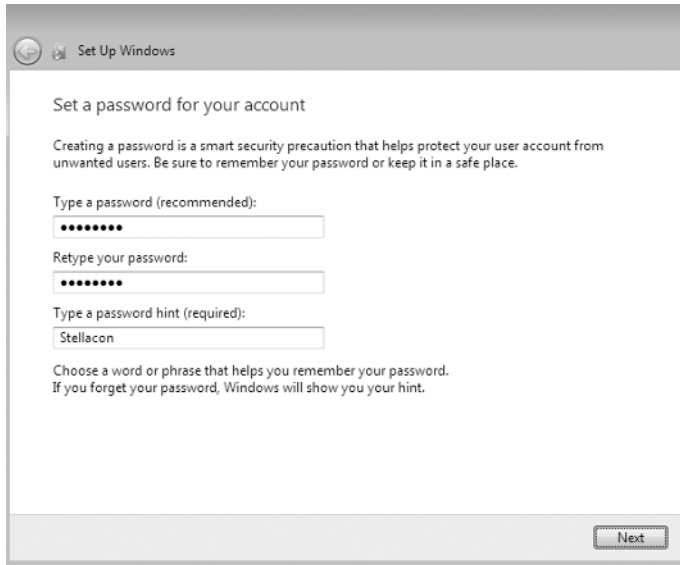 Set Up Windows
Set a password for your account
Creating a password is a smart security precaution that helps protect your user account from
unwanted users. Be sure to remember your password or keep it in a safe place.
Type a password (recommended):
••••••••
Retype your password:
••••••••
Type a password hint (required):
Stellacon
Choose a word or phrase that helps you remember your password.
If you forget your password, Windows will show you your hint.
Next